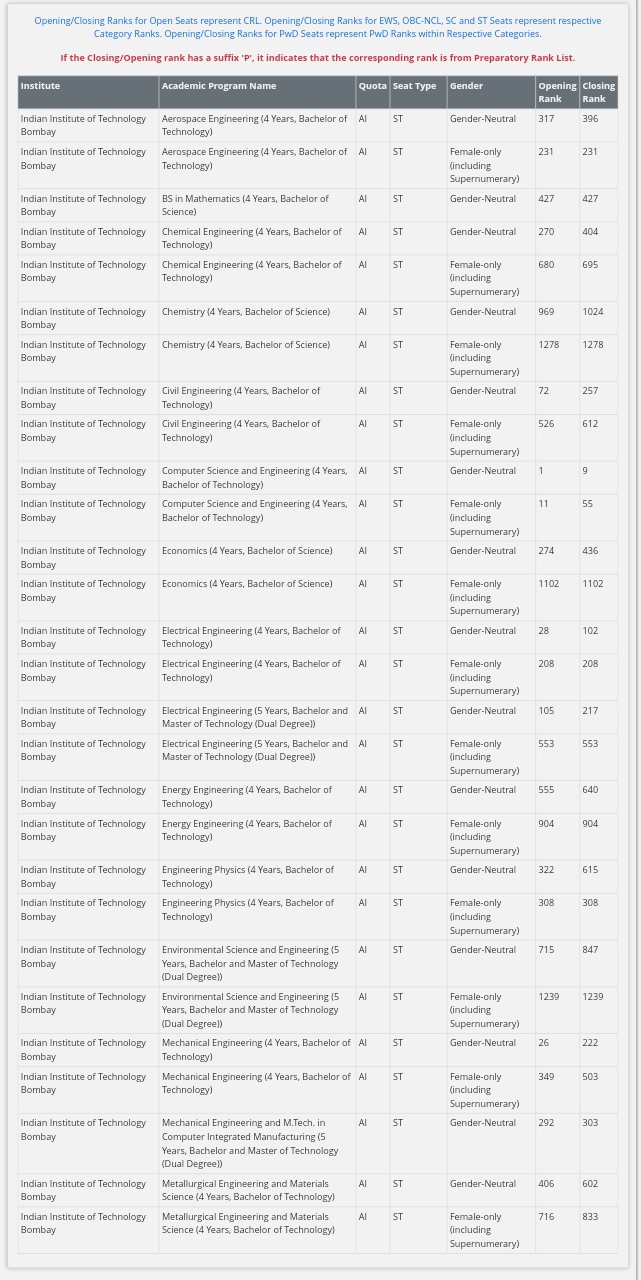 Opening/Closing Ranks for Open Seats represent CRL. Opening/Closing Ranks for EWS, OBC-NCL, SC and ST Seats represent respective
Category Ranks. Opening/Closing Ranks for PwD Seats represent PwD Ranks within Respective Categories.
If the Closing/Opening rank has a suffix 'P', it indicates that the corresponding rank is from Preparatory Rank List.
Institute Academic Program Name Quota Seat Type Gender Opening Closing
Rank Rank
Indian Institute of Technology Aerospace Engineering (4 Years, Bachelor of AI ST Gender-Neutral 317 396
Bombay Technology)
Indian Institute of Technology Aerospace Engineering (4 Years, Bachelor of AI ST Female-only 231 231
Bombay Technology) (including
Supernumerary)
Indian Institute of Technology BS in Mathematics (4 Years, Bachelor of AI ST Gender-Neutral 427 427
Bombay Science)
Indian Institute of Technology Chemical Engineering (4 Years, Bachelor of AI ST Gender-Neutral 270 404
Bombay Technology)
Indian Institute of Technology Chemical Engineering (4 Years, Bachelor of AI ST Female-only 680 695
Bombay Technology) (including
Supernumerary)
Indian Institute of Technology Chemistry (4 Years, Bachelor of Science) AI ST Gender-Neutral 969 1024
Bombay
Indian Institute of Technology Chemistry (4 Years, Bachelor of Science) AI ST Female-only 1278 1278
Bombay (including
Supernumerary)
Indian Institute of Technology Civil Engineering (4 Years, Bachelor of AI ST Gender-Neutral 72 257
Bombay Technology)
Indian Institute of Technology Civil Engineering (4 Years, Bachelor of AI ST Female-only 526 612
Bombay Technology) (including
Supernumerary)
Indian Institute of Technology Computer Science and Engineering (4 Years, AI ST Gender-Neutral 1 9
Bombay Bachelor of Technology)
Indian Institute of Technology Computer Science and Engineering (4 Years, AI ST Female-only 11 55
Bombay Bachelor of Technology) (including
Supernumerary)
Indian Institute of Technology Economics (4 Years, Bachelor of Science) AI ST Gender-Neutral 274 436
Bombay
Indian Institute of Technology Economics (4 Years, Bachelor of Science) AI ST Female-only 1102 1102
Bombay (including
Supernumerary)
Indian Institute of Technology Electrical Engineering (4 Years, Bachelor of AI ST Gender-Neutral 28 102
Bombay Technology)
Indian Institute of Technology Electrical Engineering (4 Years, Bachelor of AI ST Female-only 208 208
Bombay Technology) (including
Supernumerary)
Indian Institute of Technology Electrical Engineering (5 Years, Bachelor and AI ST Gender-Neutral 105 217
Bombay Master of Technology (Dual Degree))
Indian Institute of Technology Electrical Engineering (5 Years, Bachelor and AI ST Female-only 553 553
Bombay Master of Technology (Dual Degree)) (including
Supernumerary)
Indian Institute of Technology Energy Engineering (4 Years, Bachelor of AI ST Gender-Neutral 555 640
Bombay Technology)
Indian Institute of Technology Energy Engineering (4 Years, Bachelor of AI ST Female-only 904 904
Bombay Technology) (including
Supernumerary)
Indian Institute of Technology Engineering Physics (4 Years, Bachelor of AI ST Gender-Neutral 322 615
Bombay Technology)
Indian Institute of Technology Engineering Physics (4 Years, Bachelor of AI ST Female-only 308 308
Bombay Technology) (including
Supernumerary)
Indian Institute of Technology Environmental Science and Engineering (5 AI ST Gender-Neutral 715 847
Bombay Years, Bachelor and Master of Technology
(Dual Degree))
Indian Institute of Technology Environmental Science and Engineering (5 AI ST Female-only 1239 1239
Bombay Years, Bachelor and Master of Technology (including
(Dual Degree)) Supernumerary)
Indian Institute of Technology Mechanical Engineering (4 Years, Bachelor of AI ST Gender-Neutral 26 222
Bombay Technology)
Indian Institute of Technology Mechanical Engineering (4 Years, Bachelor of AI ST Female-only 349 503
Bombay Technology) (including
Supernumerary)
Indian Institute of Technology Mechanical Engineering and M.Tech. in AI ST Gender-Neutral 292 303
Bombay Computer Integrated Manufacturing (5
Years, Bachelor and Master of Technology
(Dual Degree))
Indian Institute of Technology Metallurgical Engineering and Materials AI ST Gender-Neutral 406 602
Bombay Science (4 Years, Bachelor of Technology)
Indian Institute of Technology Metallurgical Engineering and Materials AI ST Female-only 716 833
Bombay Science (4 Years, Bachelor of Technology) (including
Supernumerary)